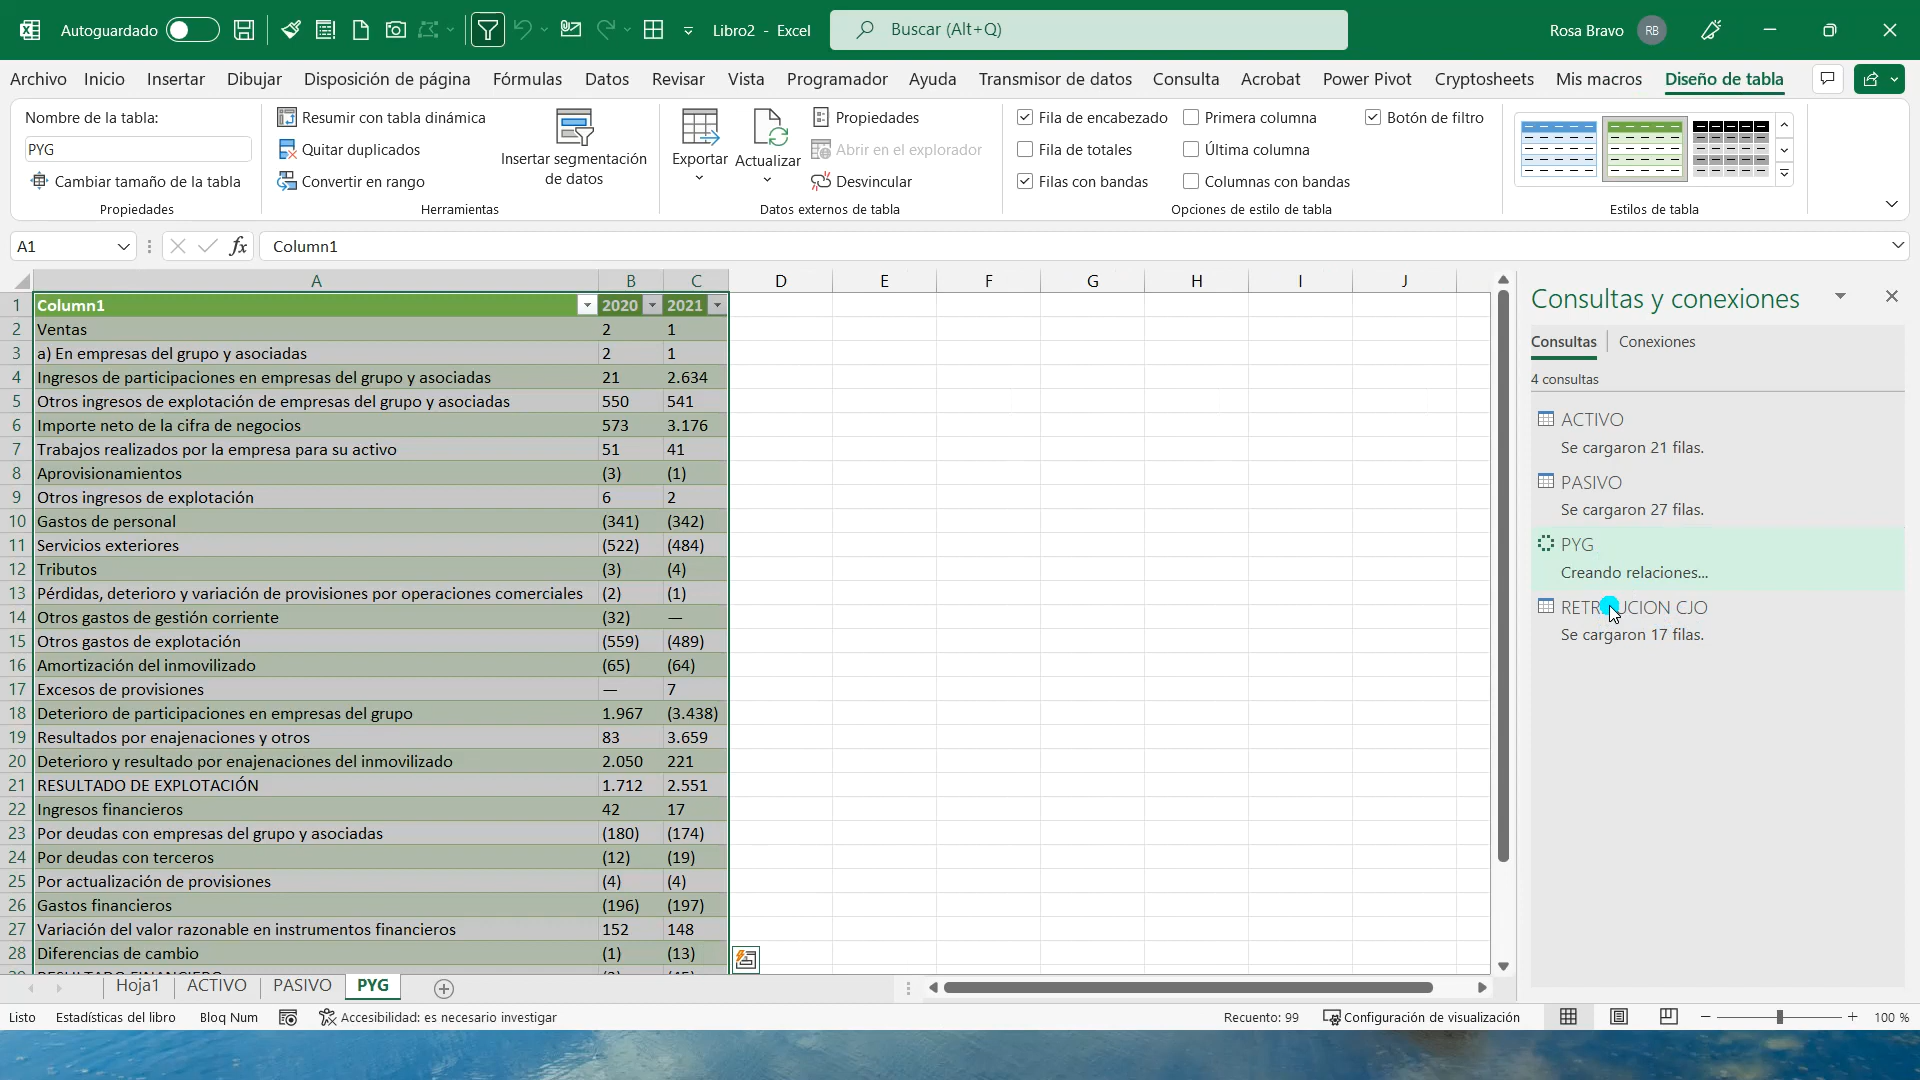 Autoguardado
Libro2 - Excel
Buscar (Alt+Q)
Rosa Bravo
RB
Archivo Inicio Insertar Dibujar Disposición de página Fórmulas Datos Revisar Vista Programador Ayuda Transmisor de datos Consulta Acrobat Power Pivot Cryptosheets Mis macros Diseño de tabla
Nombre de la tabla:
PYG
Cambiar tamaño de la tabla
Propiedades
Resumir con tabla dinámica
Quitar duplicados
Convertir en rango
Insertar segmentación
de datos
Herramientas
Exportar
Actualizar
Propiedades
Abrir en el explorador
Desvincular
Datos externos de tabla
Fila de encabezado
Fila de totales
Filas con bandas
Primera columna
Última columna
Columnas con bandas
Botón de filtro
Opciones de estilo de tabla
Estilos de tabla
A1
fx
Column1
A B C D E F G H I J
1 Column1 2020 2021
2 Ventas 2 1
3 a) En empresas del grupo y asociadas 2 1
4 Ingresos de participaciones en empresas del grupo y asociadas 21 2.634
5 Otros ingresos de explotación de empresas del grupo y asociadas 550 541
6 Importe neto de la cifra de negocios 573 3.176
7 Trabajos realizados por la empresa para su activo 51 41
8 Aprovisionamientos (3) (1)
9 Otros ingresos de explotación 6 2
10 Gastos de personal (341) (342)
11 Servicios exteriores (522) (484)
12 Tributos (3) (4)
13 Pérdidas, deterioro y variación de provisiones por operaciones comerciales (2) (1)
14 Otros gastos de gestión corriente (32) —
15 Otros gastos de explotación (559) (489)
16 Amortización del inmovilizado (65) (64)
17 Excesos de provisiones — 7
18 Deterioro de participaciones en empresas del grupo 1.967 (3.438)
19 Resultados por enajenaciones y otros 83 3.659
20 Deterioro y resultado por enajenaciones del inmovilizado 2.050 221
21 RESULTADO DE EXPLOTACIÓN 1.712 2.551
22 Ingresos financieros 42 17
23 Por deudas con empresas del grupo y asociadas (180) (174)
24 Por deudas con terceros (12) (19)
25 Por actualización de provisiones (4) (4)
26 Gastos financieros (196) (197)
27 Variación del valor razonable en instrumentos financieros 152 148
28 Diferencias de cambio (1) (13)
Consultas y conexiones
Consultas Conexiones
4 consultas
ACTIVO
Se cargaron 21 filas.
PASIVO
Se cargaron 27 filas.
PYG
Creando relaciones...
CJO
Se cargaron 17 filas.
Hoja1 ACTIVO PASIVO PYG
Listo Estadísticas del libro Bloq Num Accesibilidad: es necesario investigar Recuento: 99 Configuración de visualización 100 %